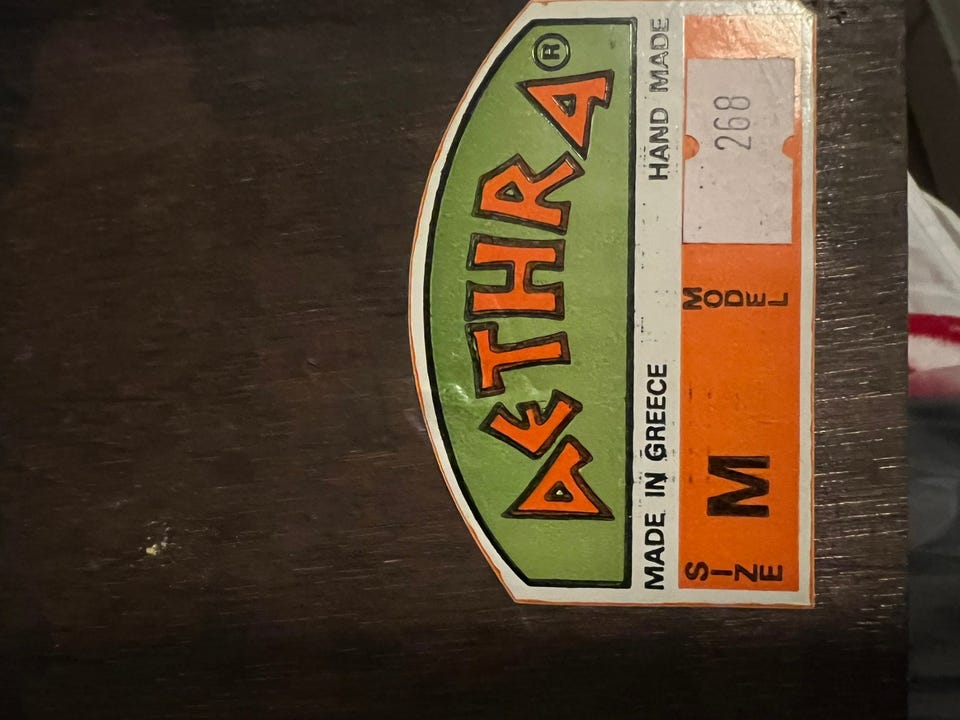 AETHRA®
MADE IN GREECE HAND MADE
SIZE M MODEL 268